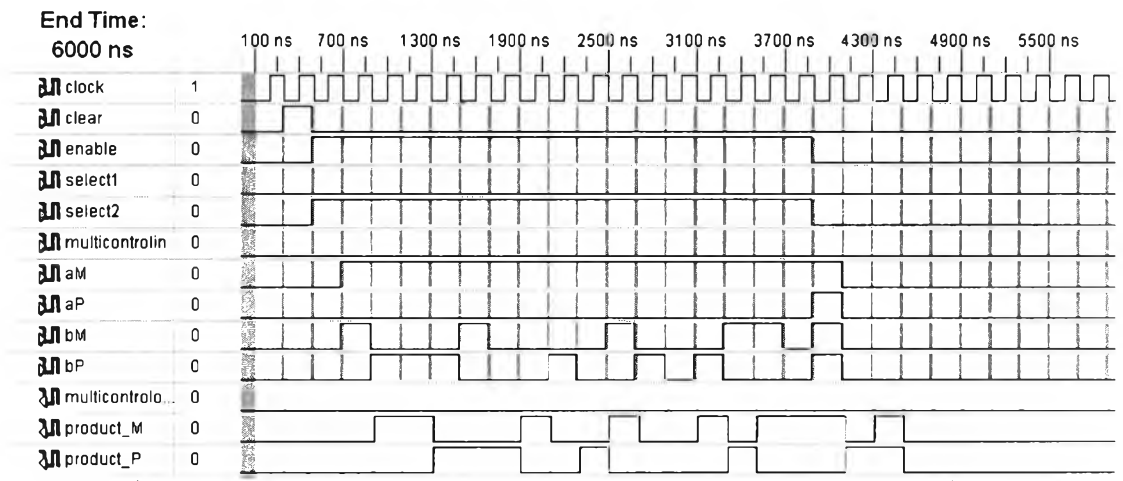 End Time:
6000 ns
100 ns 700 ns 1300 ns 1900 ns 2500 ns 3100 ns 3700 ns 4300 ns 4900 ns 5500 ns
clock 1
clear 0
enable 0
select1 0
select2 0
multicontrolin 0
aM 0
aP 0
bM 0
bP 0
multicontrolo... 0
product_M 0
product_P 0